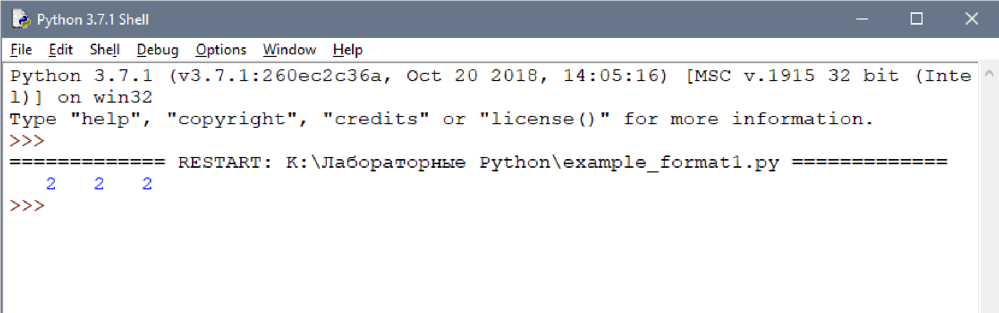 Python 3.7.1 Shell
File Edit Shell Debug Options Window Help
Python 3.7.1 (v3.7.1:260ec2c36a, Oct 20 2018, 14:05:16) [MSC v.1915 32 bit (Inte
l)] on win32
Type "help", "copyright", "credits" or "license()" for more information.
>>>
============= RESTART: K:\Лабораторные Python\example_format1.py =============
   2   2   2
>>>